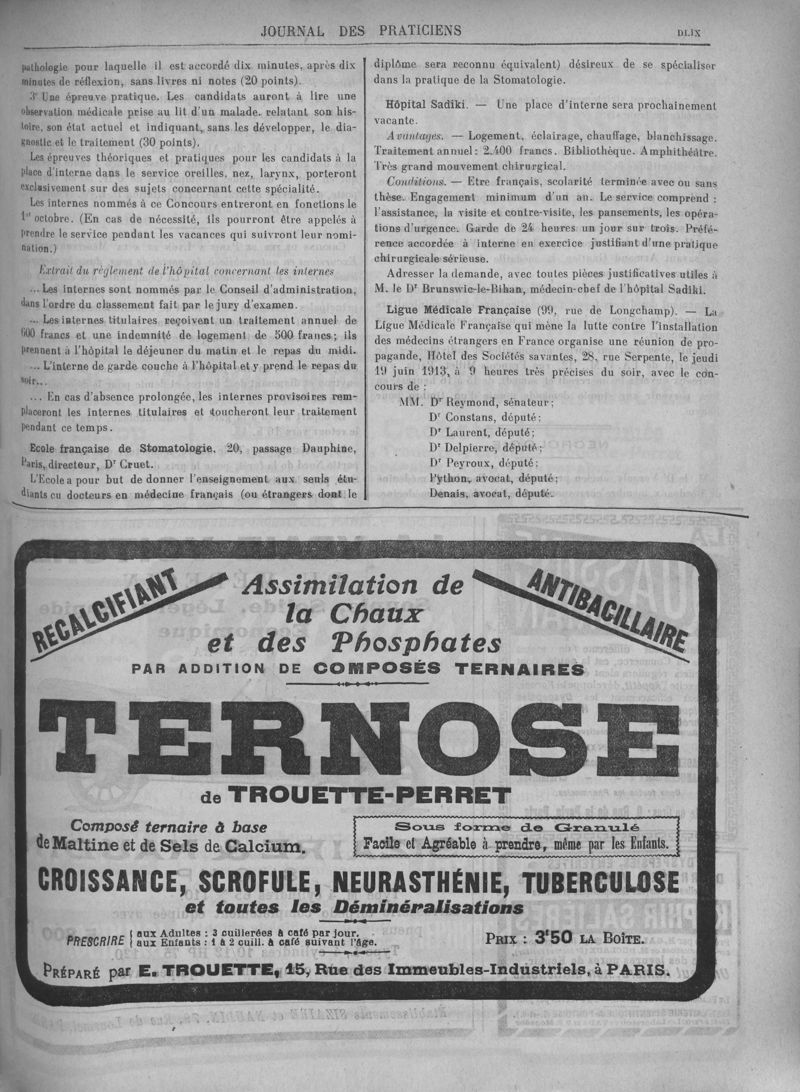 JOURNAL DES PRATICIENS
DLIX
pathologie pour laquelle il est accordé dix minutes, après dix
minutes de réflexion, sans livres ni notes (20 points).
3° Une épreuve pratique. Les candidats auront à lire une
observation médicale prise au lit d'un malade, relatant son his-
toire, son état actuel et indiquant, sans les développer, le dia-
gnostic et le traitement (30 points).
Les épreuves théoriques et pratiques pour les candidats à la
place d'interne dans le service oreilles, nez, larynx, porteront
exclusivement sur des sujets concernant cette spécialité.
Les internes nommés à ce Concours entreront en fonctions le
1er octobre. (En cas de nécessité, ils pourront être appelés à
prendre le service pendant les vacances qui suivront leur nomi-
nation.)
Extrait du règlement de l'hôpital concernant les internes
... Les internes sont nommés par le Conseil d'administration,
dans l'ordre du classement fait par le jury d'examen.
... Les internes titulaires reçoivent un traitement annuel de
600 francs et une indemnité de logement de 500 francs; ils
prennent à l'hôpital le déjeuner du matin et le repas du midi.
... L'interne de garde couche à l'hôpital et y prend le repas du
soir...
... En cas d'absence prolongée, les internes provisoires rem-
placeront les internes titulaires et toucheront leur traitement
pendant ce temps.
Ecole française de Stomatologie. 20, passage Dauphine,
Paris, directeur, Dr Cruet.
L'Ecole a pour but de donner l'enseignement aux seuls étu-
diants ou docteurs en médecine français (ou étrangers dont le
diplôme sera reconnu équivalent) désireux de se spécialiser
dans la pratique de la Stomatologie.
Hôpital Sadiki. — Une place d'interne sera prochainement
vacante.
Avantages. — Logement, éclairage, chauffage, blanchissage.
Traitement annuel: 2.400 francs. Bibliothèque. Amphithéâtre.
Très grand mouvement chirurgical.
Conditions. — Etre français, scolarité terminée avec ou sans
thèse. Engagement minimum d'un an. Le service comprend :
l'assistance, la visite et contre-visite, les pansements, les opéra-
tions d'urgence. Garde de 24 heures un jour sur trois. Préfé-
rence accordée à interne en exercice justifiant d'une pratique
chirurgicale sérieuse.
Adresser la demande, avec toutes pièces justificatives utiles à
M. le Dr Brunswic-le-Bihan, médecin-chef de l'hôpital Sadiki.
Ligue Médicale Française (99, rue de Longchamp). — La
Ligue Médicale Française qui mène la lutte contre l'installation
des médecins étrangers en France organise une réunion de pro-
pagande, Hôtel des Sociétés savantes, 28, rue Serpente, le jeudi
19 juin 1913, à 9 heures très précises du soir, avec le con-
cours de :
MM. Dr Reymond, sénateur;
Dr Constans, député;
Dr Laurent, député;
Dr Delpierre, député;
Dr Peyroux, député;
Python, avocat, député;
Denais, avocat, député.
RECALCIFIANT
ANTIBACILLAIRE
Assimilation de
la Chaux
et des Phosphates
PAR ADDITION DE COMPOSÉS TERNAIRES
TERNOSE
de TROUETTE-PERRET
Composé ternaire à base
de Maltine et de Sels de Calcium.
Sous forme de Granulé
Facile et Agréable à prendre, même par les Enfants.
CROISSANCE, SCROFULE, NEURASTHÉNIE, TUBERCULOSE
et toutes les Déminéralisations
PRESCRIRE { aux Adultes : 3 cuillerées à café par jour.
aux Enfants : 1 à 2 cuill. à café suivant l'âge.
PRIX : 3'50 LA BOÎTE.
PRÉPARÉ par E. TROUETTE, 15, Rue des Immeubles-Industriels, à PARIS.